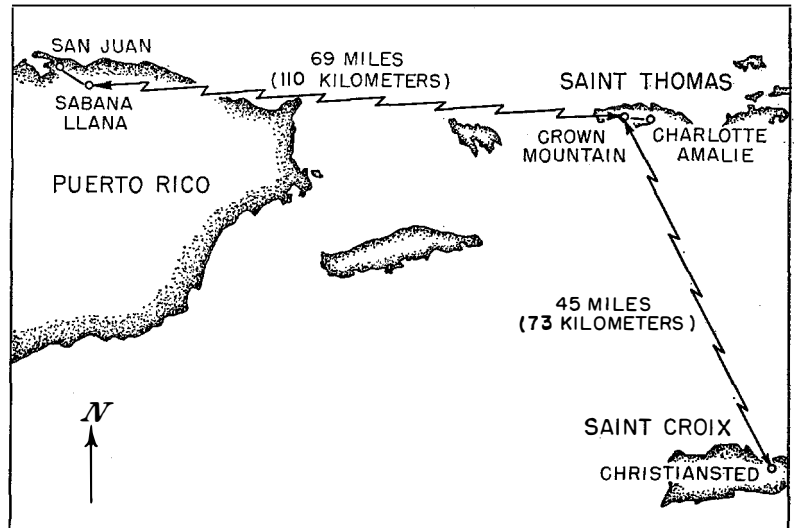 SAN JUAN
69 MILES
(110 KILOMETERS)
SAINT THOMAS
SABANA
LLANA
CROWN
MOUNTAIN
CHARLOTTE
AMALIE
PUERTO RICO
45 MILES
(73 KILOMETERS)
N
SAINT CROIX
CHRISTIANSTED